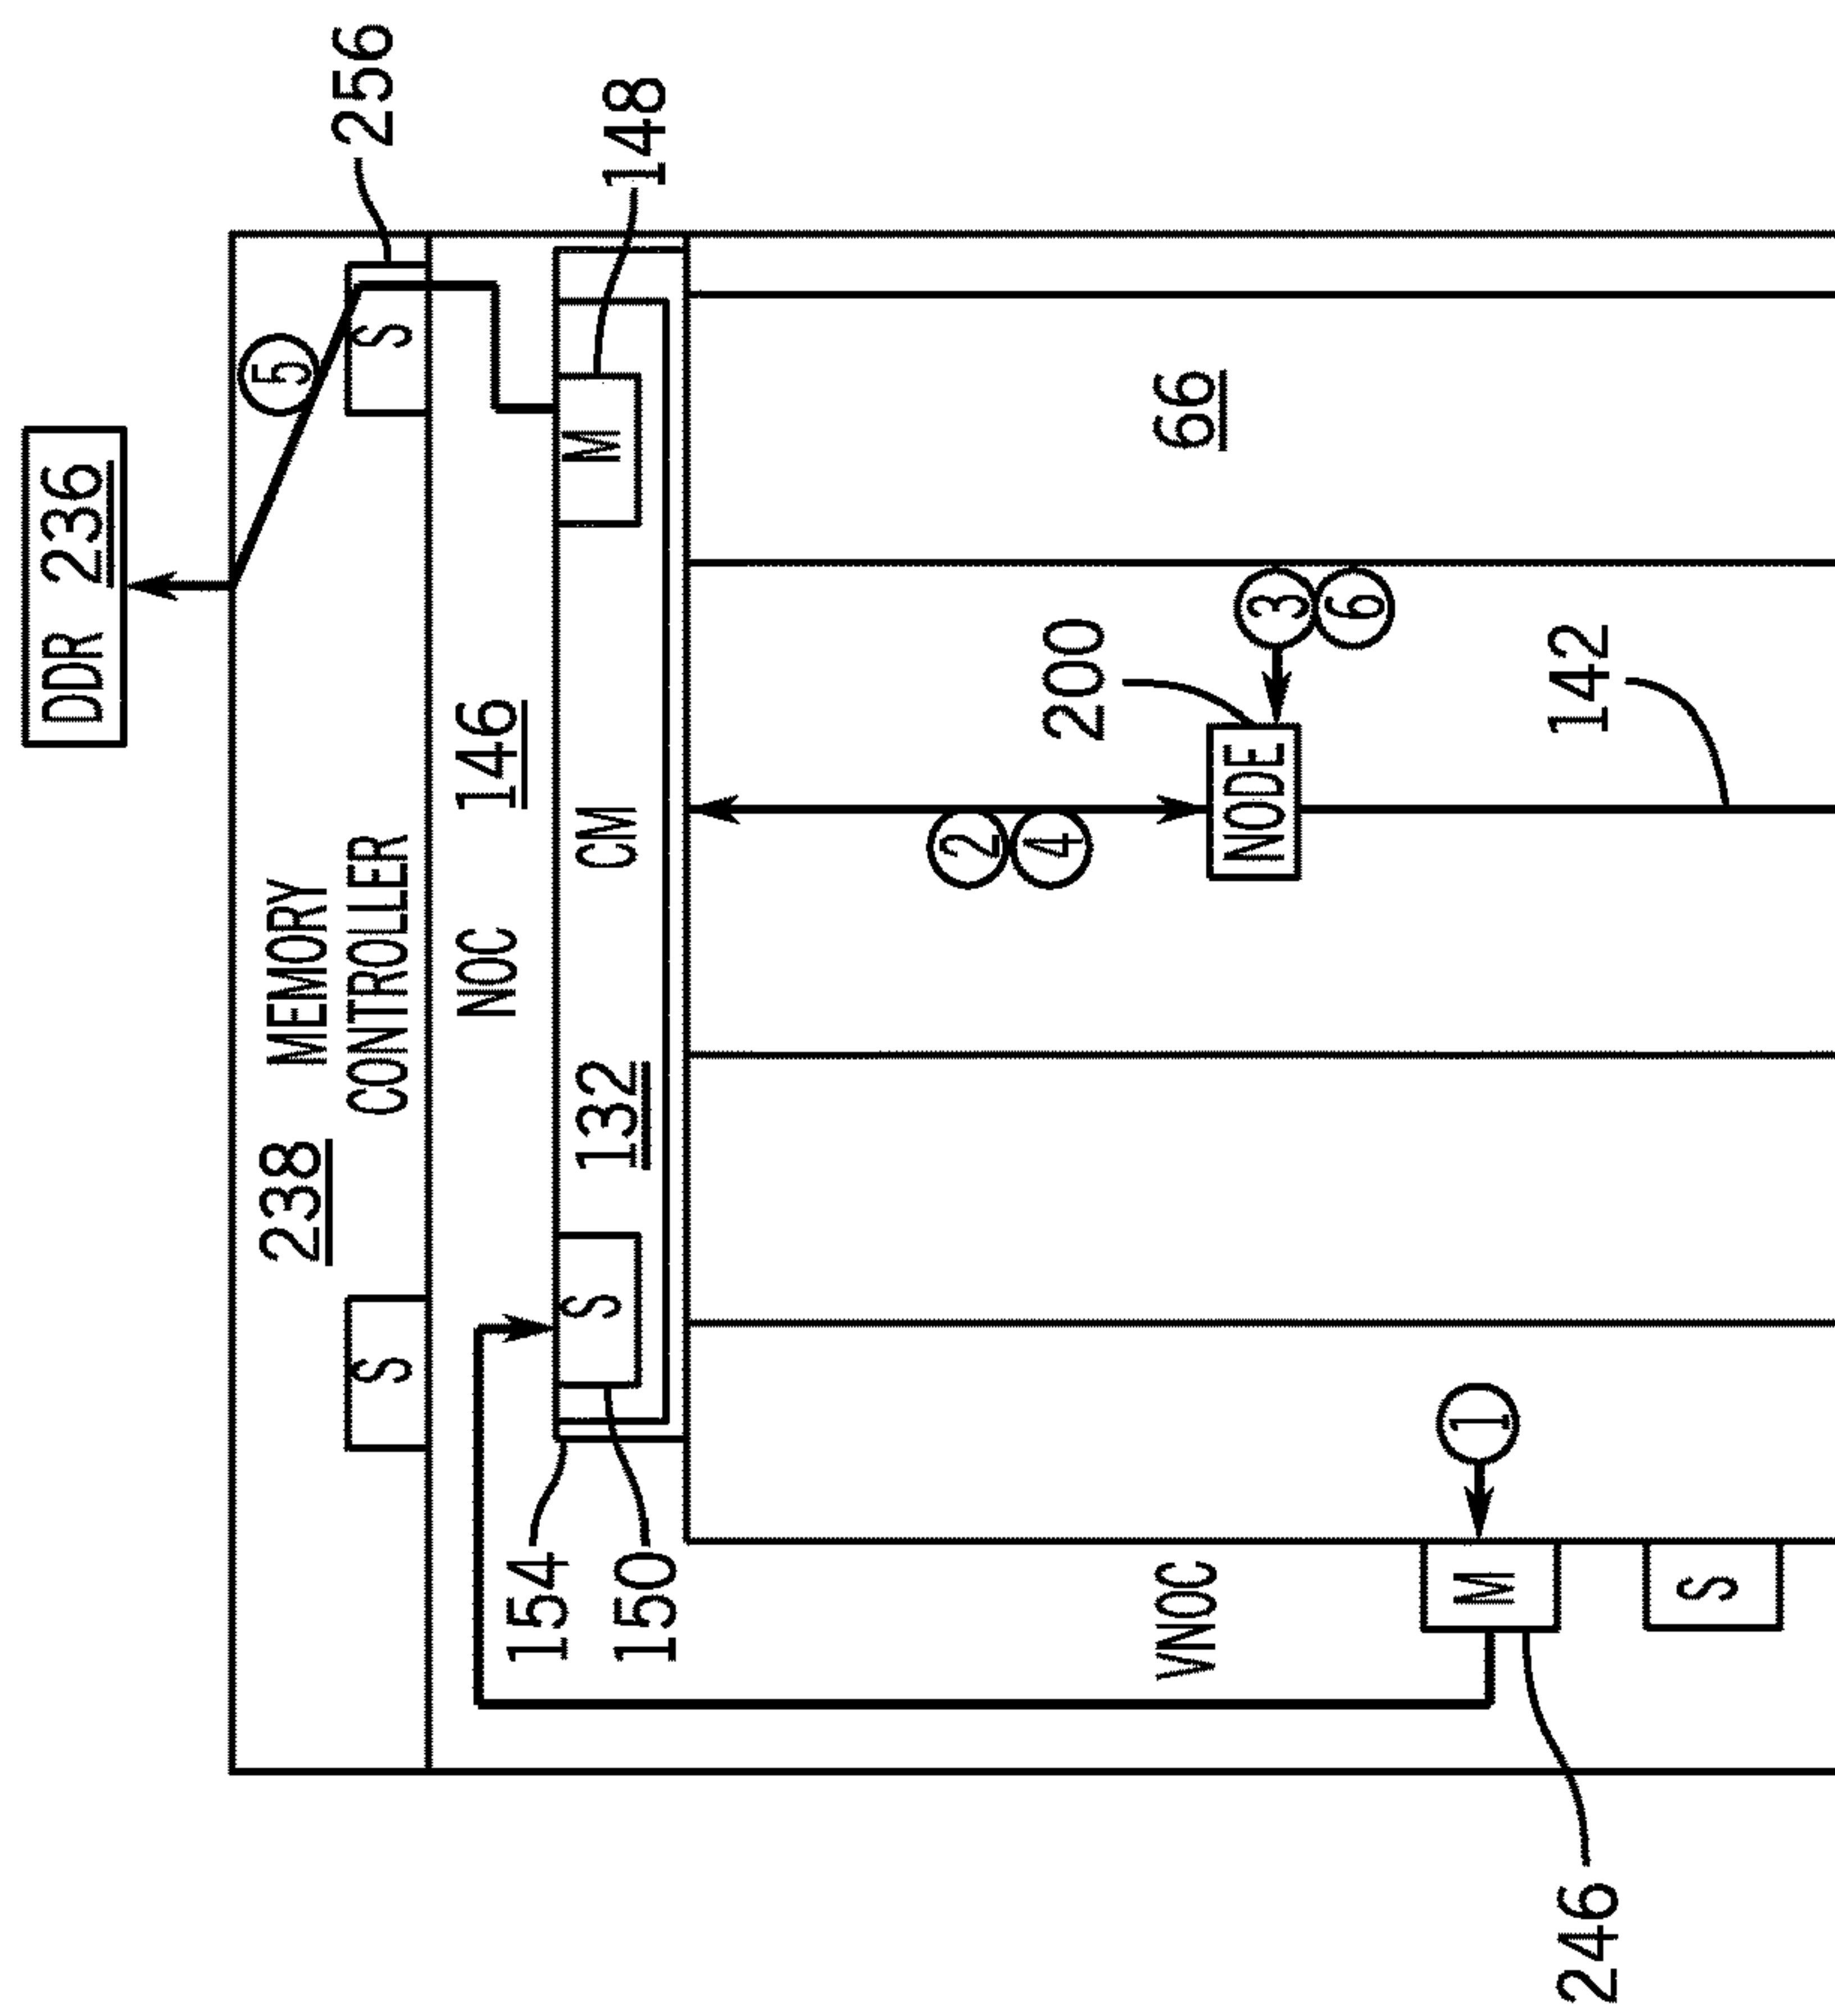 DDR 236
256
5
S
148
238
MEMORY
CONTROLLER
S
NOC 146
132
CM
M
S
154
150
66
200
3
6
2
4
NODE
142
VNOC
1
M
S
246